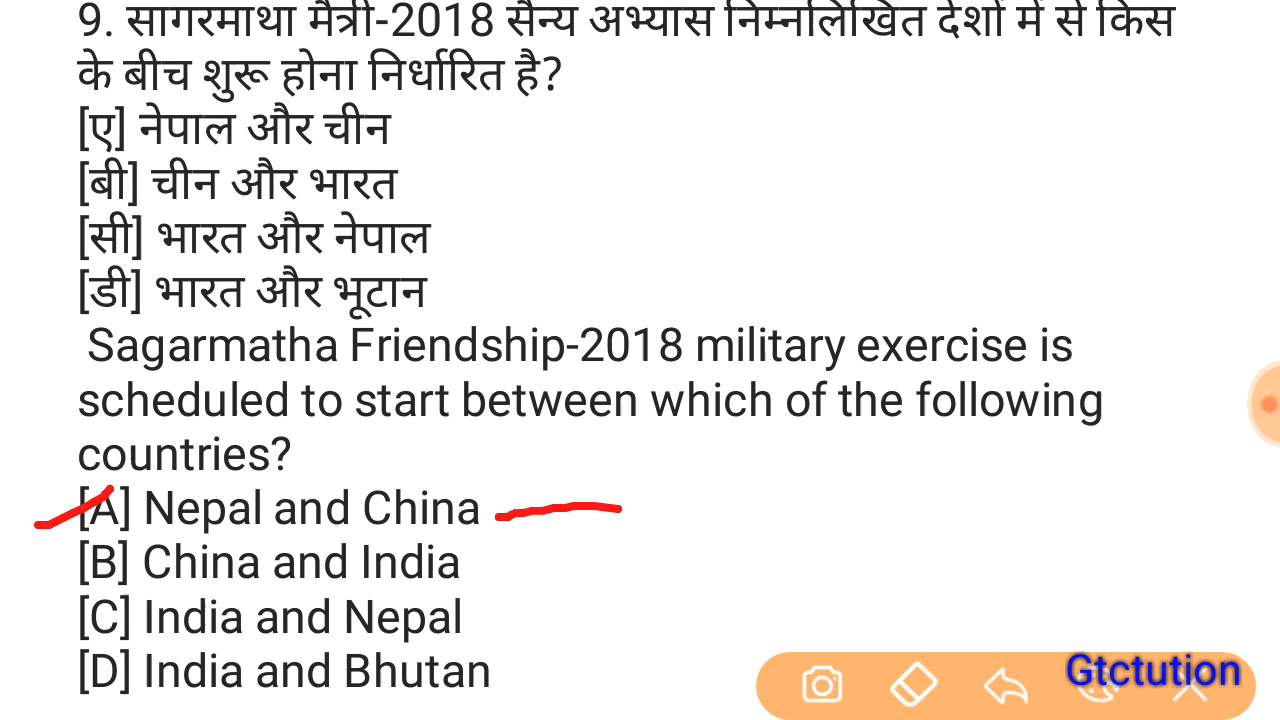 9. सागरमाथा मैत्री-2018 सैन्य अभ्यास निम्नलिखित देशों में से किस
के बीच शुरू होना निर्धारित है?
[ए] नेपाल और चीन
[बी] चीन और भारत
[सी] भारत और नेपाल
[डी] भारत और भूटान
Sagarmatha Friendship-2018 military exercise is
scheduled to start between which of the following
countries?
[A] Nepal and China
[B] China and India
[C] India and Nepal
[D] India and Bhutan
Gtctution